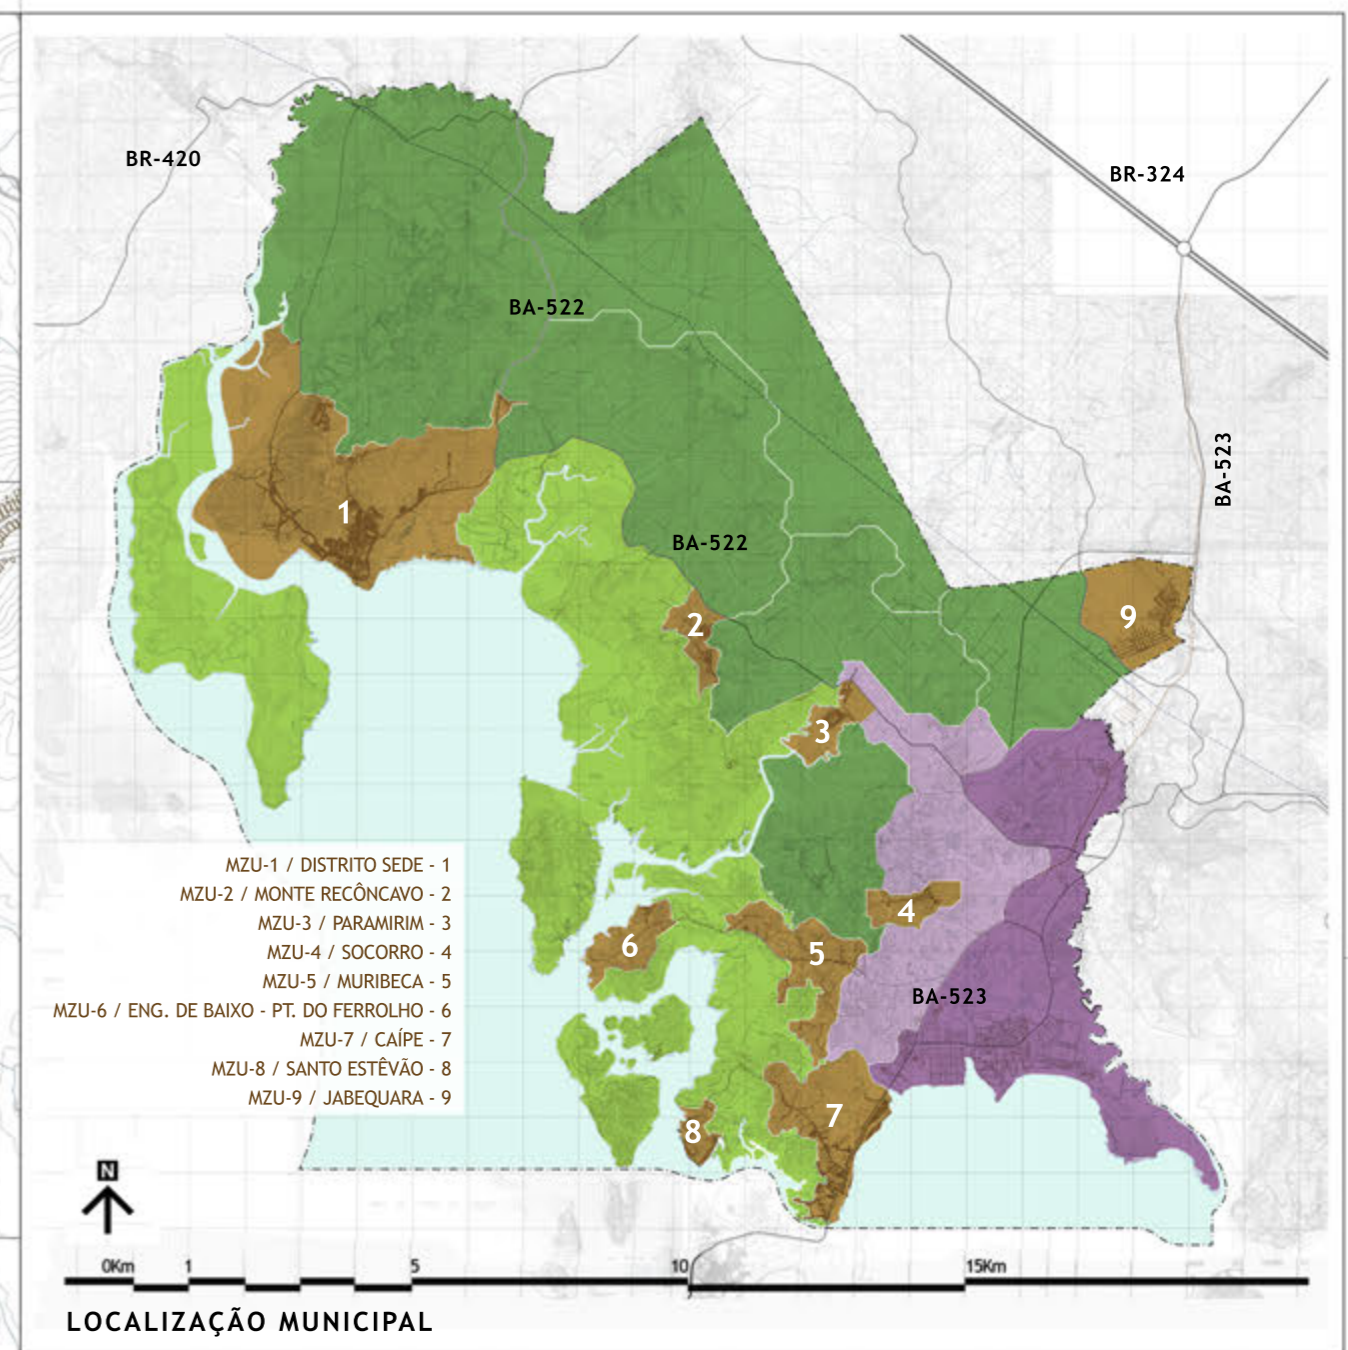 BR-420
BR-324
BA-522
BA-523
1
BA-522
2
9
3
MZU-1 / DISTRITO SEDE - 1
MZU-2 / MONTE RECÔNCAVO - 2
MZU-3 / PARAMIRIM - 3
MZU-4 / SOCORRO - 4
MZU-5 / MURIBECA - 5
MZU-6 / ENG. DE BAIXO - PT. DO FERROLHO - 6
MZU-7 / CAÍPE - 7
MZU-8 / SANTO ESTÊVÃO - 8
MZU-9 / JABEQUARA - 9
4
6
5
BA-523
7
8
N
0Km 1 5 10 15Km
LOCALIZAÇÃO MUNICIPAL